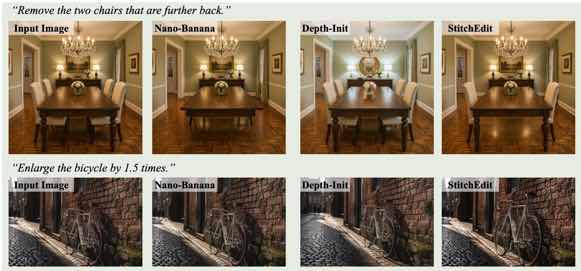 “Remove the two chairs that are further back.”
Input Image Nano-Banana Depth-Init StitchEdit
“Enlarge the bicycle by 1.5 times.”
Input Image Nano-Banana Depth-Init StitchEdit